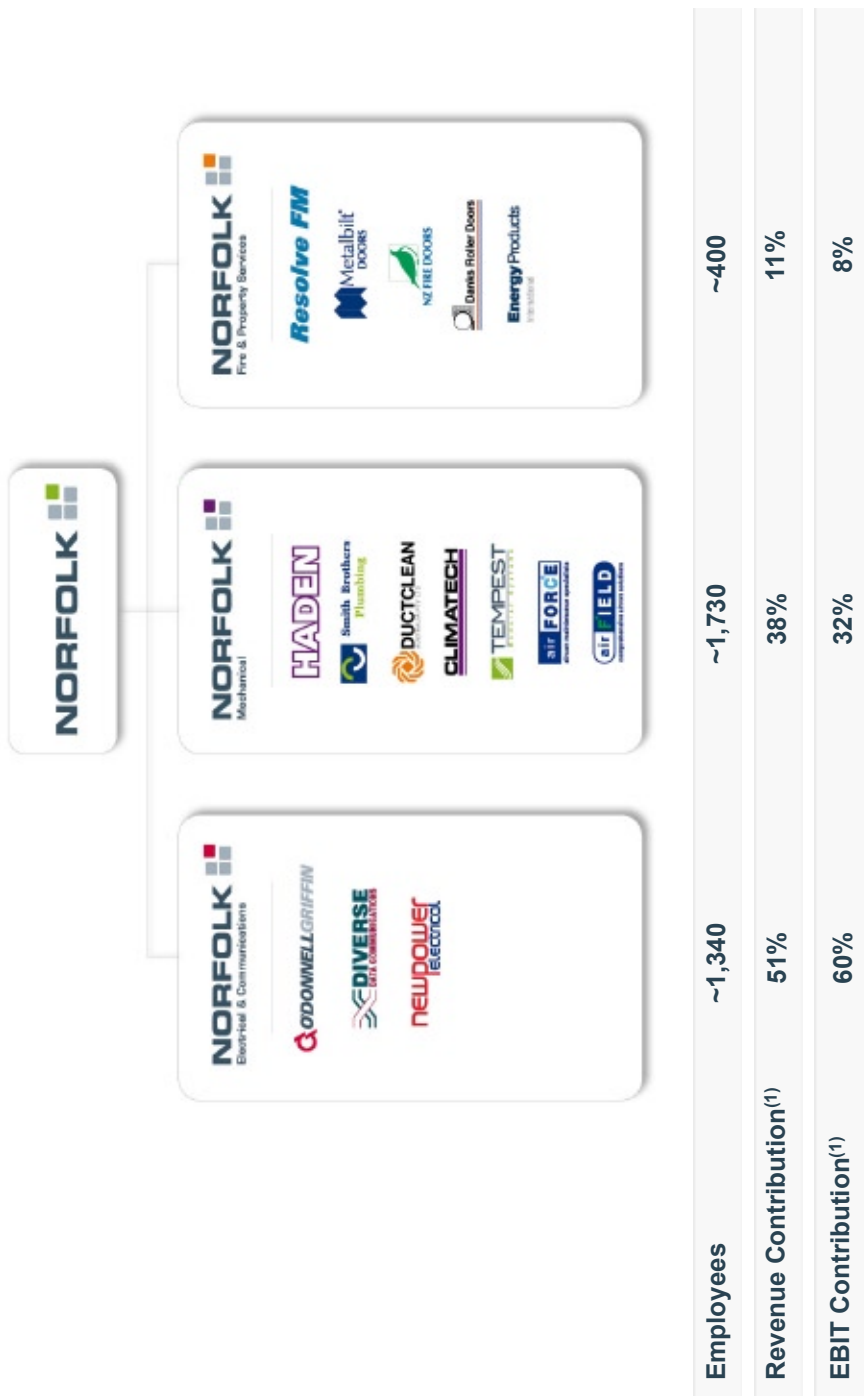 NORFOLK
NORFOLK
Electrical & Communications
O'DONNELLGRIFFIN
DIVERSE
DATA COMMUNICATIONS
newpower
electrical
NORFOLK
Mechanical
HADEN
Smith Brothers
Plumbing
DUCTCLEAN
CLIMATECH
TEMPEST
air FORCE
air FIELD
NORFOLK
Fire & Property Services
Resolve FM
Metalbilt
DOORS
NZ FIRE DOORS
Danks Roller Doors
Energy Products
International
Employees ~1,340 ~1,730 ~400
Revenue Contribution(1) 51% 38% 11%
EBIT Contribution(1) 60% 32% 8%